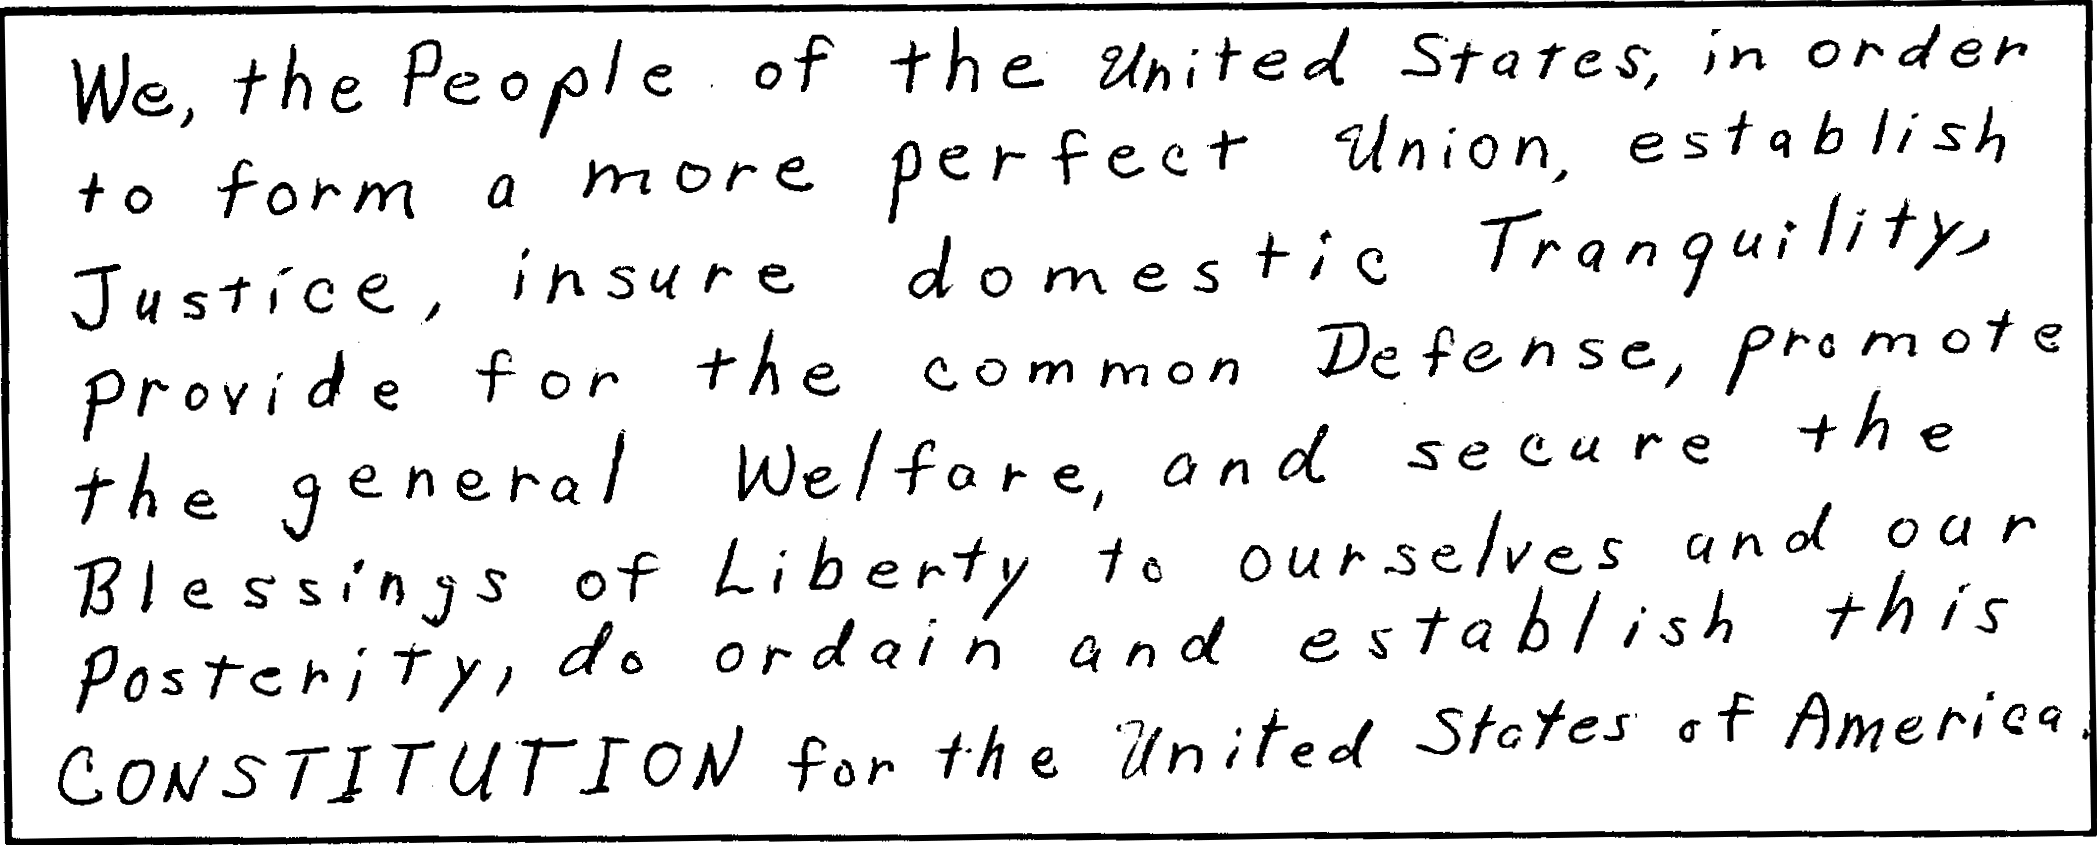 We, the People of the United States, in order
to form a more perfect Union, establish
Justice, insure domestic Tranquility,
provide for the common Defense, promote
the general Welfare, and secure the
Blessings of Liberty to ourselves and our
Posterity, do ordain and establish this
CONSTITUTION for the United States of America.